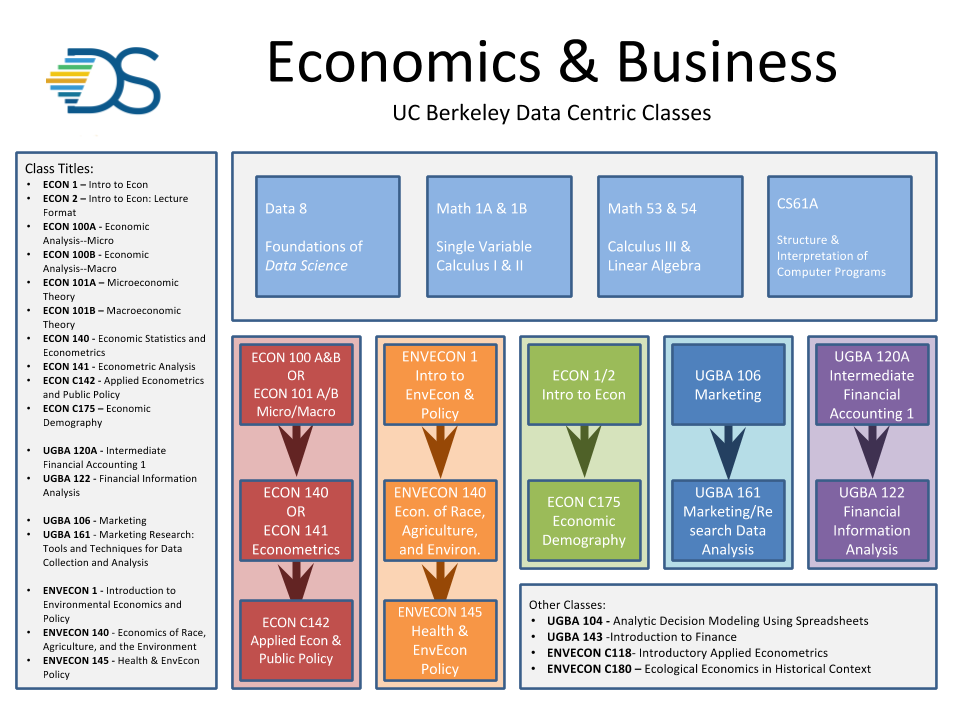 DS
Economics & Business
UC Berkeley Data Centric Classes
Class Titles:
• ECON 1 – Intro to Econ
• ECON 2 – Intro to Econ: Lecture
Format
• ECON 100A - Economic
Analysis--Micro
• ECON 100B - Economic
Analysis--Macro
• ECON 101A – Microeconomic
Theory
• ECON 101B – Macroeconomic
Theory
• ECON 140 - Economic Statistics and
Econometrics
• ECON 141 - Econometric Analysis
• ECON C142 - Applied Econometrics
and Public Policy
• ECON C175 – Economic
Demography
• UGBA 120A - Intermediate
Financial Accounting 1
• UGBA 122 - Financial Information
Analysis
• UGBA 106 - Marketing
• UGBA 161 - Marketing Research:
Tools and Techniques for Data
Collection and Analysis
• ENVECON 1 - Introduction to
Environmental Economics and
Policy
• ENVECON 140 - Economics of Race,
Agriculture, and the Environment
• ENVECON 145 - Health & EnvEcon
Policy
Data 8
Foundations of
Data Science
Math 1A & 1B
Single Variable
Calculus I & II
Math 53 & 54
Calculus III &
Linear Algebra
CS61A
Structure &
Interpretation of
Computer Programs
ECON 100 A&B
OR
ECON 101 A/B
Micro/Macro
ECON 140
OR
ECON 141
Econometrics
ECON C142
Applied Econ &
Public Policy
ENVECON 1
Intro to
EnvEcon &
Policy
ENVECON 140
Econ. of Race,
Agriculture,
and Environ.
ENVECON 145
Health &
EnvEcon
Policy
ECON 1/2
Intro to Econ
ECON C175
Economic
Demography
UGBA 106
Marketing
UGBA 161
Marketing/Re
search Data
Analysis
UGBA 120A
Intermediate
Financial
Accounting 1
UGBA 122
Financial
Information
Analysis
Other Classes:
• UGBA 104 - Analytic Decision Modeling Using Spreadsheets
• UGBA 143 -Introduction to Finance
• ENVECON C118- Introductory Applied Econometrics
• ENVECON C180 – Ecological Economics in Historical Context